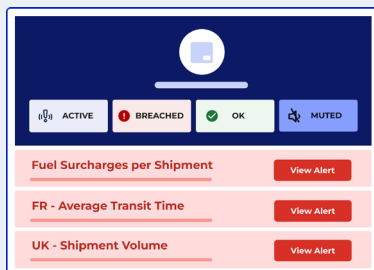 ACTIVE
BREACHED
OK
MUTED
Fuel Surcharges per Shipment
View Alert
FR - Average Transit Time
View Alert
UK - Shipment Volume
View Alert